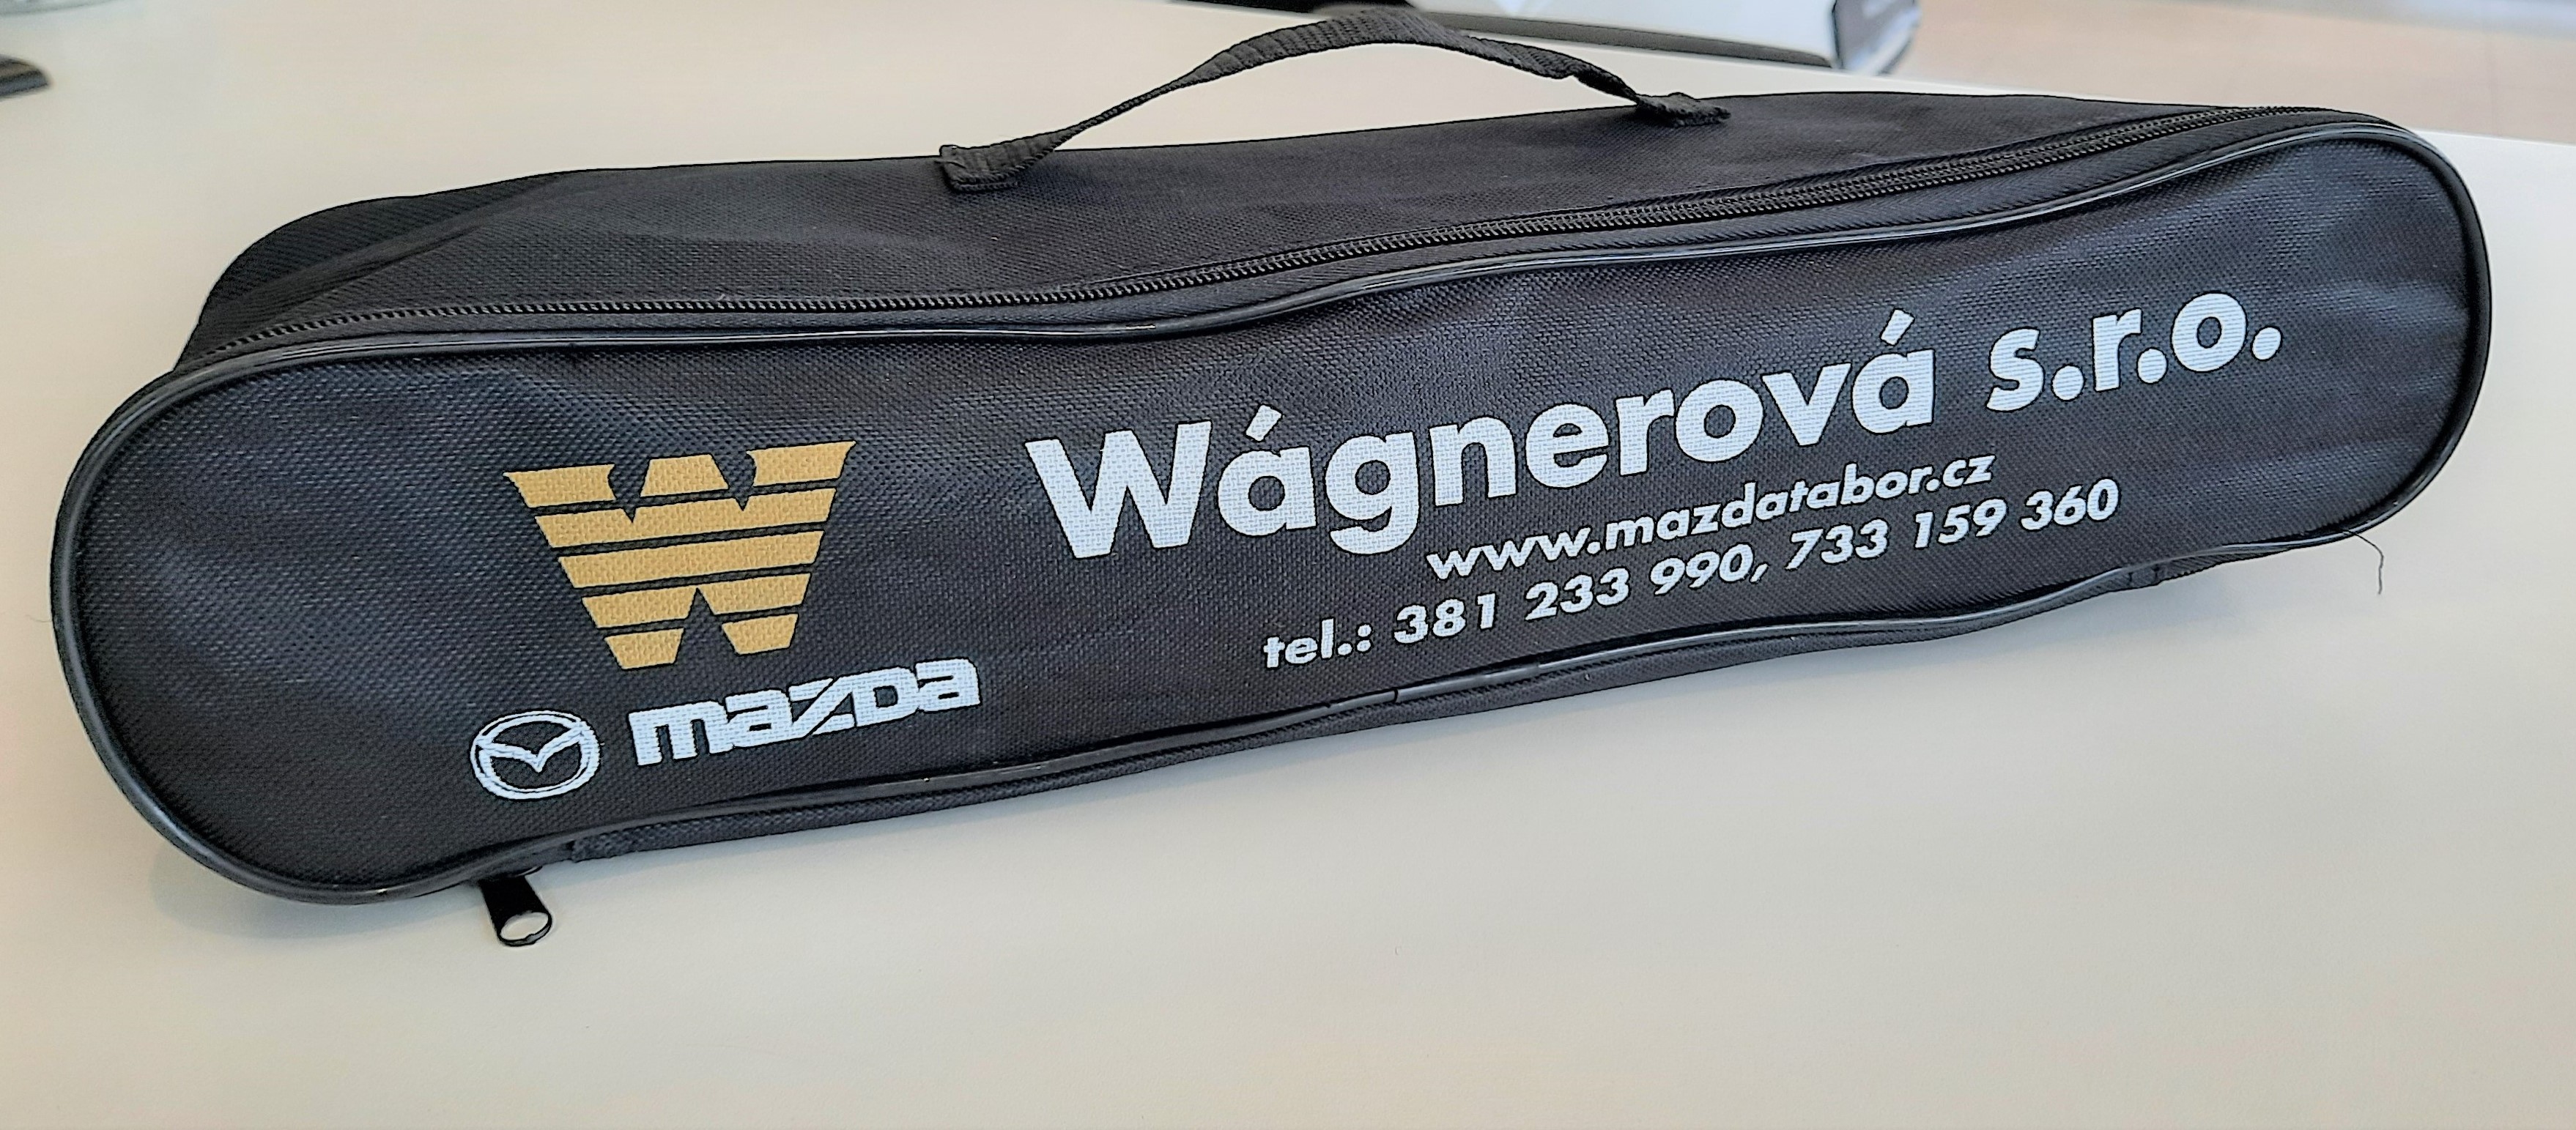 Wágnerová s.r.o.
www.mazdatabor.cz
tel.: 381 233 990, 733 159 360
W
mazda